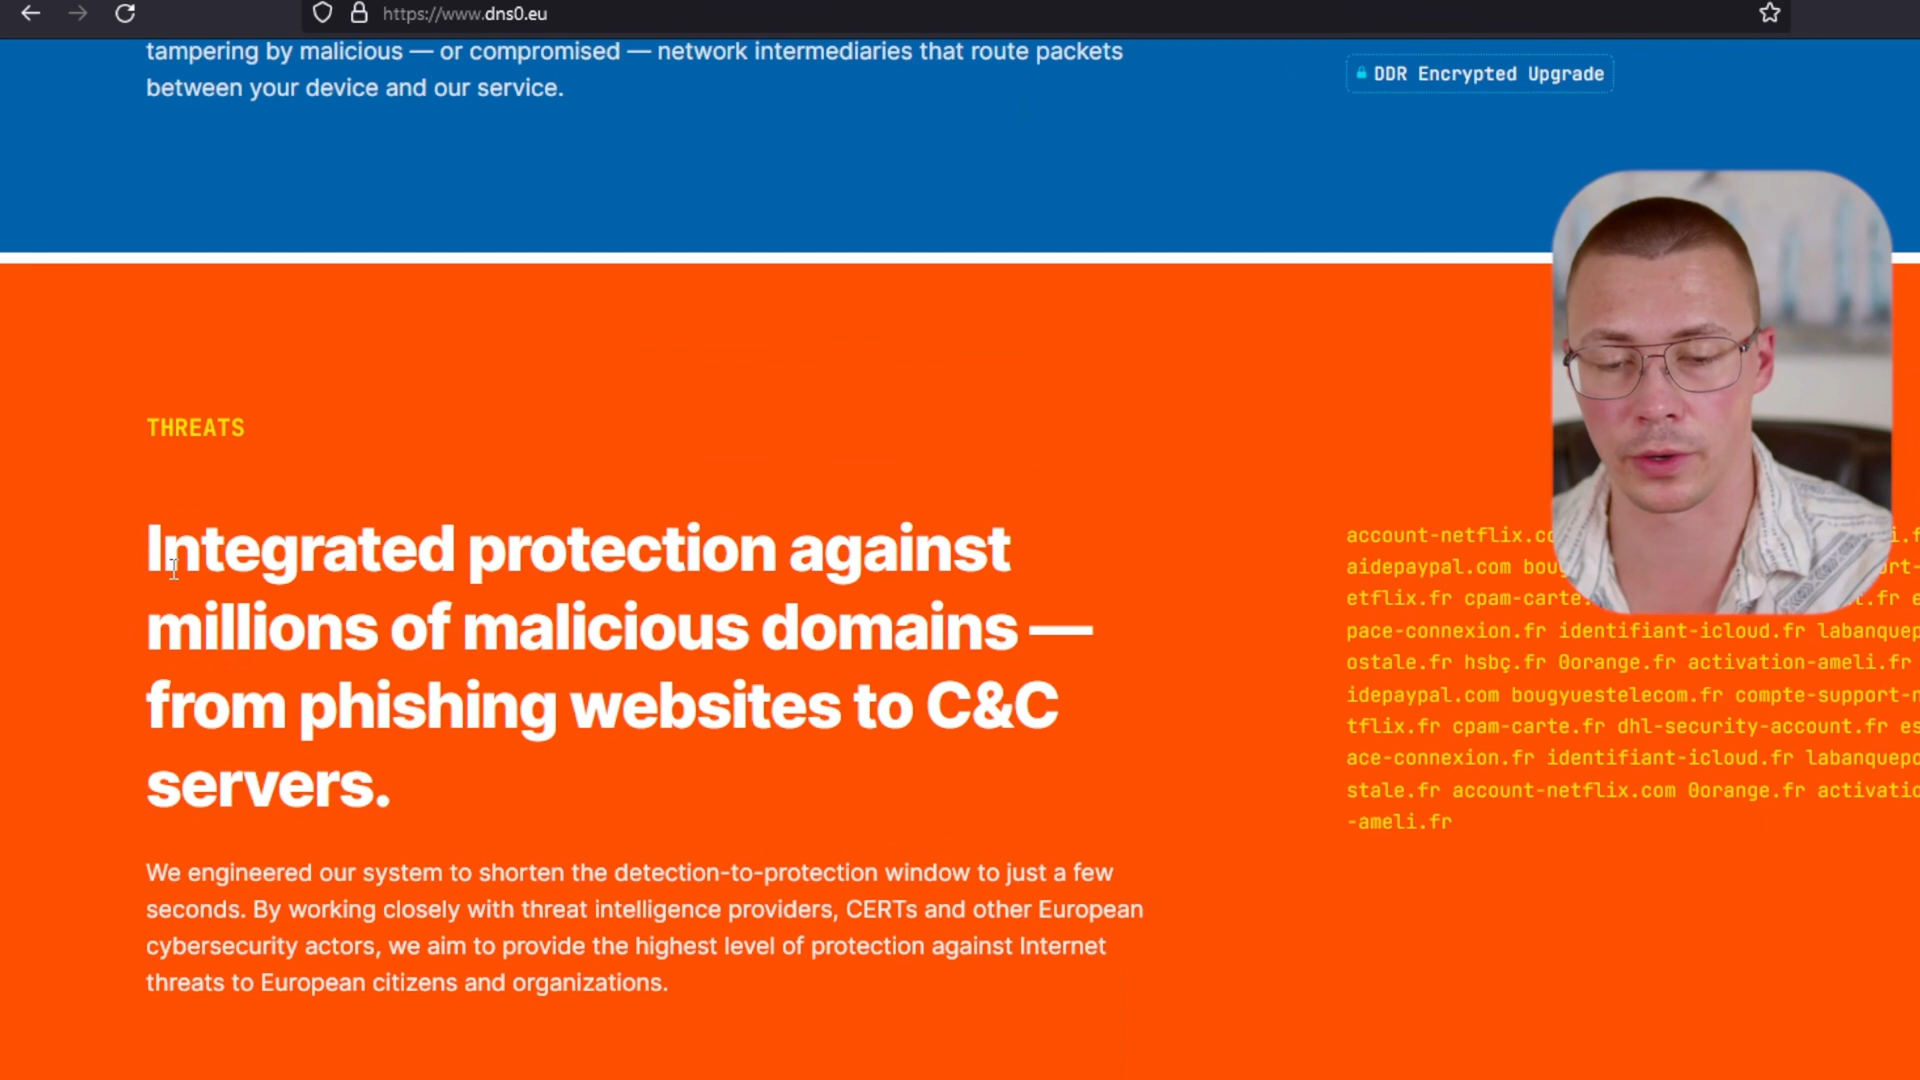 https://www.dns0.eu
tampering by malicious — or compromised — network intermediaries that route packets
between your device and our service.
DDR Encrypted Upgrade
THREATS
Integrated protection against
millions of malicious domains —
from phishing websites to C&C
servers.
We engineered our system to shorten the detection-to-protection window to just a few
seconds. By working closely with threat intelligence providers, CERTs and other European
cybersecurity actors, we aim to provide the highest level of protection against Internet
threats to European citizens and organizations.
account-netflix.co
aidepaypal.com
etflix.fr cpam-carte.
pace-connexion.fr identifiant-icloud.fr labanquep
ostale.fr hsbç.fr 0orange.fr activation-ameli.fr
idepaypal.com bougyuestelecom.fr compte-support-n
tflix.fr cpam-carte.fr dhl-security-account.fr es
ace-connexion.fr identifiant-icloud.fr labanquepo
stale.fr account-netflix.com 0orange.fr activatio
-ameli.fr